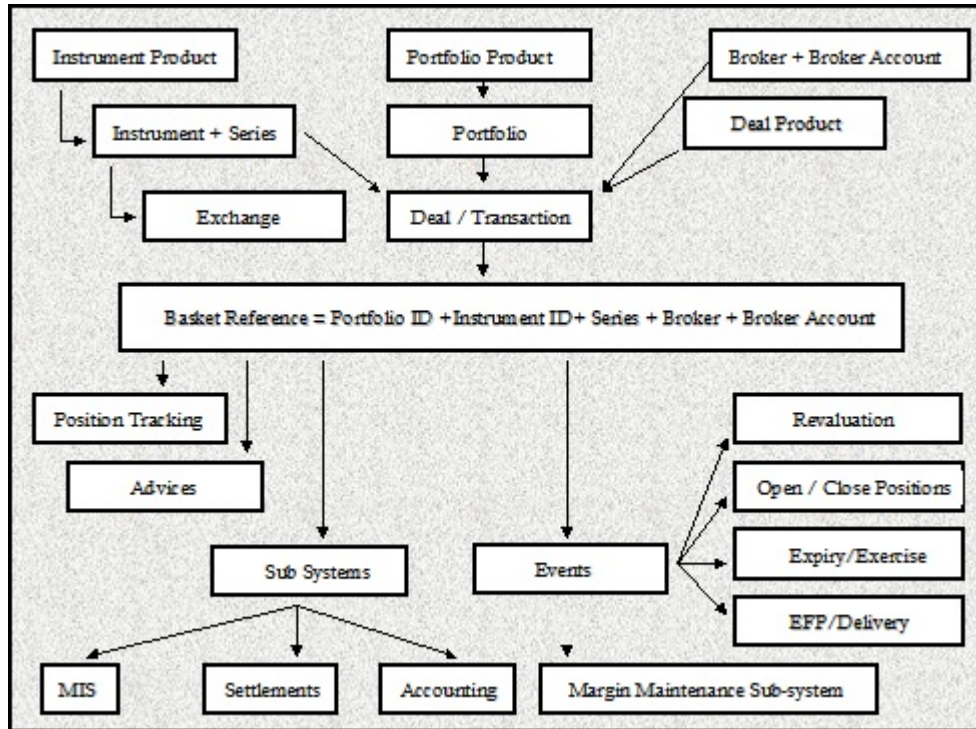 Instrument Product
Portfolio Product
Broker + Broker Account
Instrument + Series
Portfolio
Deal Product
Exchange
Deal / Transaction
Basket Reference = Portfolio ID +Instrument ID+ Series + Broker + Broker Account
Position Tracking
Revaluation
Advices
Open / Close Positions
Sub Systems
Events
Expiry/Exercise
EFP/Delivery
MIS
Settlements
Accounting
Margin Maintenance Sub-system